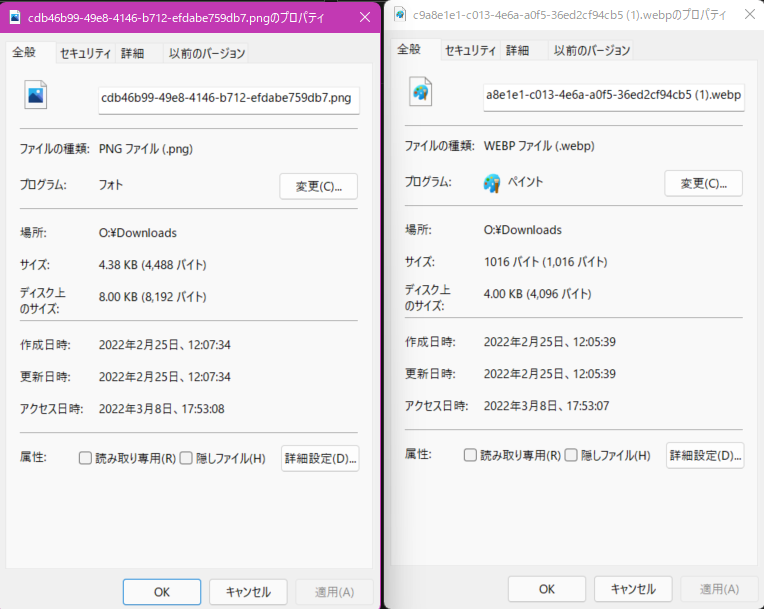 cdb46b99-49e8-4146-b712-efdabe759db7.pngのプロパティ
全般 セキュリティ 詳細 以前のバージョン
cdb46b99-49e8-4146-b712-efdabe759db7.png
ファイルの種類: PNG ファイル (.png)
プログラム: フォト 変更(C)...
場所: O:¥Downloads
サイズ: 4.38 KB (4,488 バイト)
ディスク上
のサイズ: 8.00 KB (8,192 バイト)
作成日時: 2022年2月25日、12:07:34
更新日時: 2022年2月25日、12:07:34
アクセス日時: 2022年3月8日、17:53:08
属性: 読み取り専用(R) 隠しファイル(H) 詳細設定(D)...
OK キャンセル 適用(A)
c9a8e1e1-c013-4e6a-a0f5-36ed2cf94cb5 (1).webpのプロパティ
全般 セキュリティ 詳細 以前のバージョン
a8e1e1-c013-4e6a-a0f5-36ed2cf94cb5 (1).webp
ファイルの種類: WEBP ファイル (.webp)
プログラム: ペイント 変更(C)...
場所: O:¥Downloads
サイズ: 1016 バイト (1,016 バイト)
ディスク上
のサイズ: 4.00 KB (4,096 バイト)
作成日時: 2022年2月25日、12:05:39
更新日時: 2022年2月25日、12:05:39
アクセス日時: 2022年3月8日、17:53:07
属性: 読み取り専用(R) 隠しファイル(H) 詳細設定(D)...
OK キャンセル 適用(A)